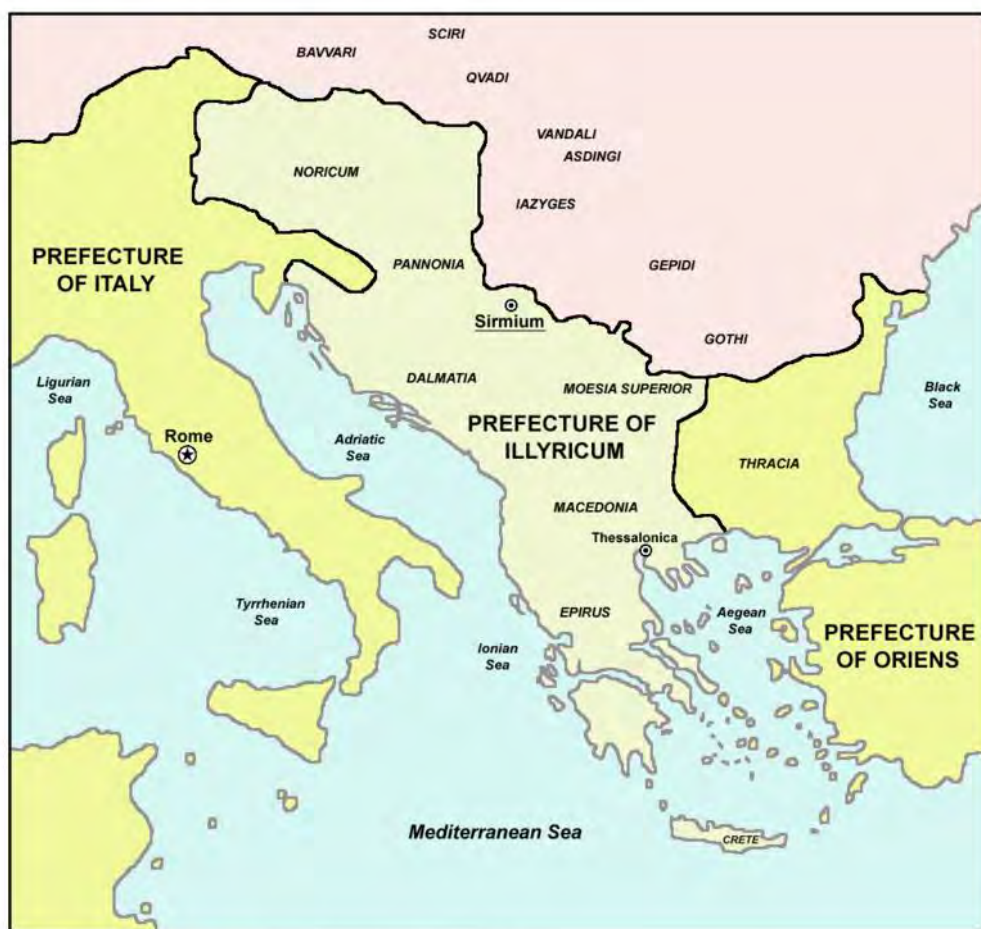 SCIRI
BAVVARI
QVADI
VANDALI
ASDINGI
NORICUM
IAZYGES
PREFECTURE
OF ITALY
PANNONIA
GEPIDI
Sirmium
GOTHI
Ligurian
Sea
DALMATIA
MOESIA SUPERIOR
Black
Sea
Rome
Adriatic
Sea
PREFECTURE OF
ILLYRICUM
THRACIA
MACEDONIA
Thessalonica
Tyrrhenian
Sea
EPIRUS
Ionian
Sea
Aegean
Sea
PREFECTURE
OF ORIENS
Mediterranean Sea
CRETE